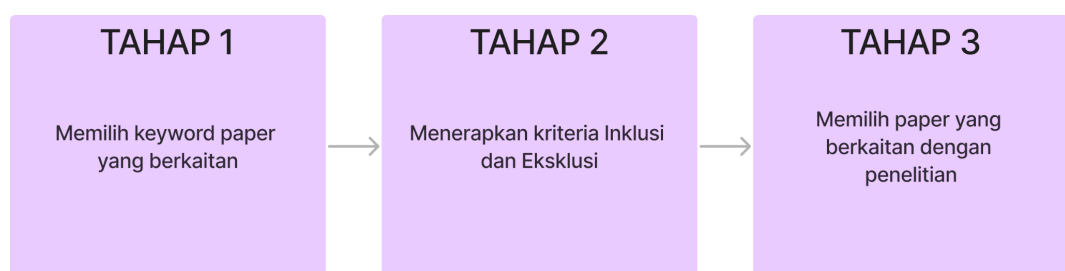 TAHAP 1
Memilih keyword paper
yang berkaitan
TAHAP 2
Menerapkan kriteria Inklusi
dan Eksklusi
TAHAP 3
Memilih paper yang
berkaitan dengan
penelitian